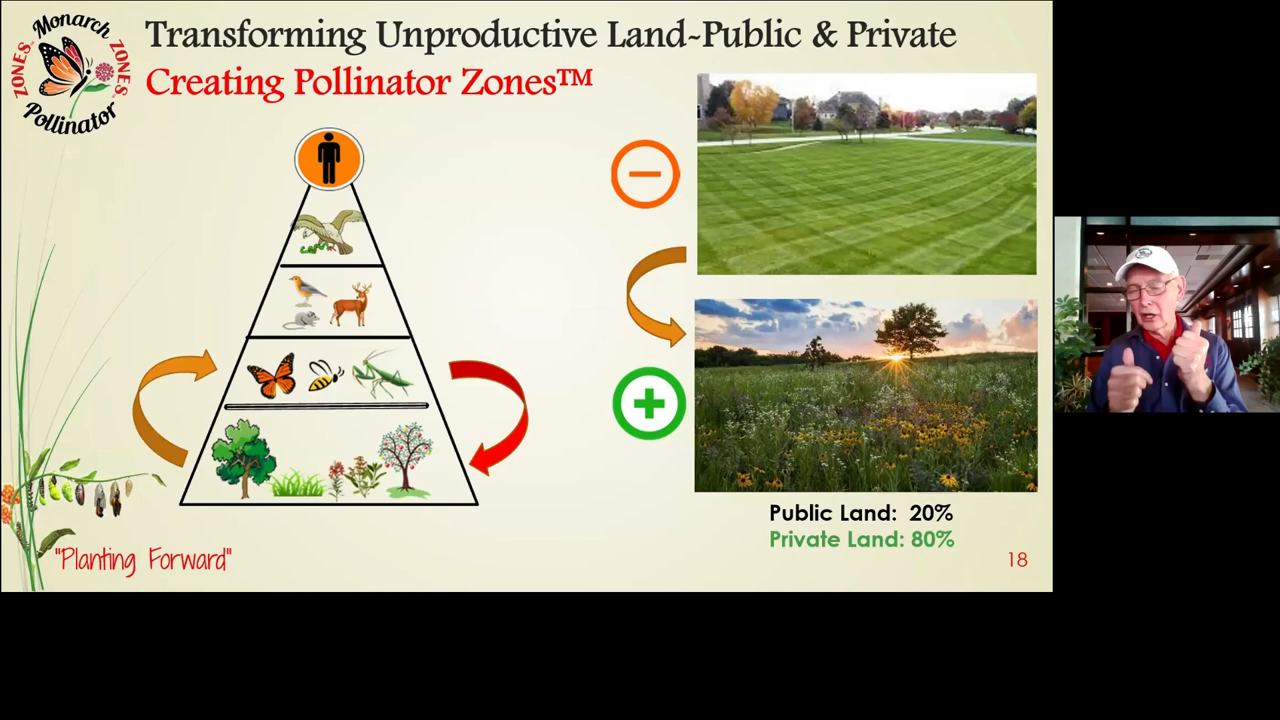 Monarch
ZONES
ZONES
Pollinator
Transforming Unproductive Land-Public & Private
Creating Pollinator Zones™
Public Land: 20%
Private Land: 80%
"Planting Forward"
18